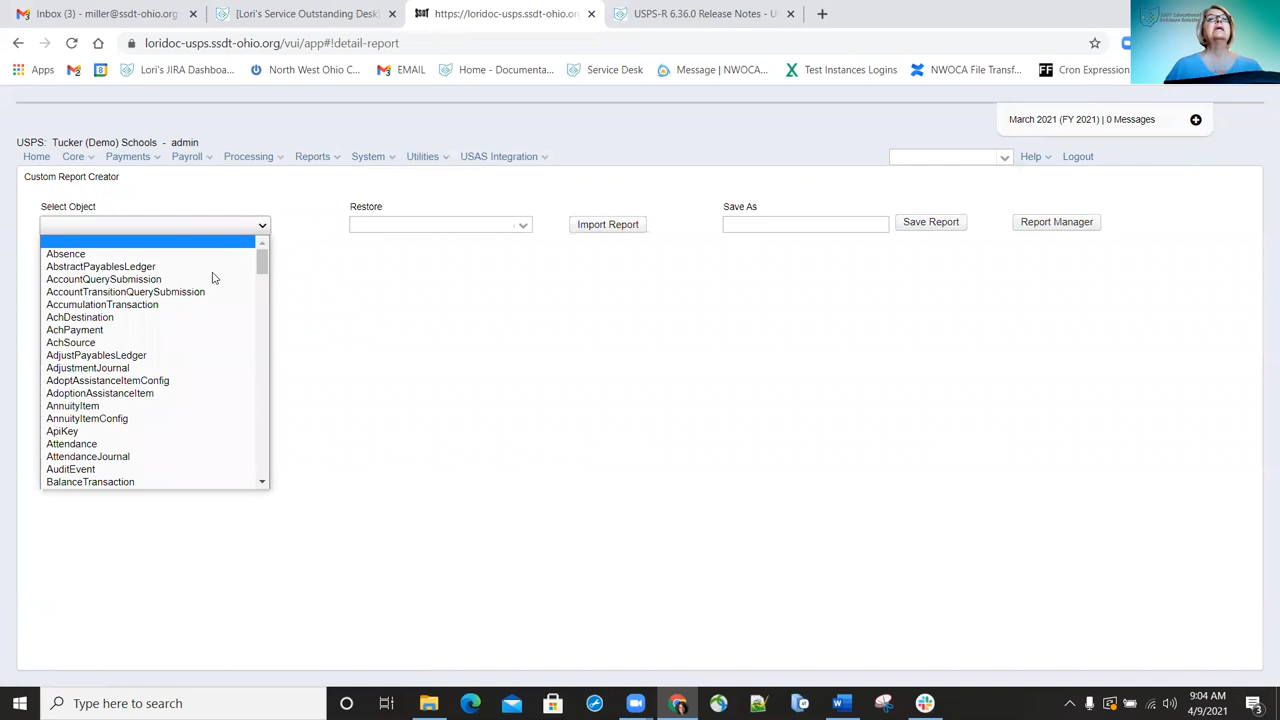 Inbox (3) - miller@ssdt-ohio.org
[Lori's Service Outstanding Desk]
https://loridoc-usps.ssdt-ohio.org
USPS-R 6.36.0 Release Notes - U
loridoc-usps.ssdt-ohio.org/vui/app#!detail-report
Apps
Lori's JIRA Dashboa...
North West Ohio C...
EMAIL
Home - Documenta...
Service Desk
Message | NWOCA...
Test Instances Logins
NWOCA File Transf...
FF Cron Expression
March 2021 (FY 2021) | 0 Messages
USPS: Tucker (Demo) Schools - admin
Home Core Payments Payroll Processing Reports System Utilities USAS Integration Help Logout
Custom Report Creator
Select Object Restore Save As
Import Report Save Report Report Manager
Absence
AbstractPayablesLedger
AccountQuerySubmission
AccountTransitionQuerySubmission
AccumulationTransaction
AchDestination
AchPayment
AchSource
AdjustPayablesLedger
AdjustmentJournal
AdoptAssistanceItemConfig
AdoptionAssistanceItem
AnnuityItem
AnnuityItemConfig
ApiKey
Attendance
AttendanceJournal
AuditEvent
BalanceTransaction
Type here to search
9:04 AM
4/9/2021
3